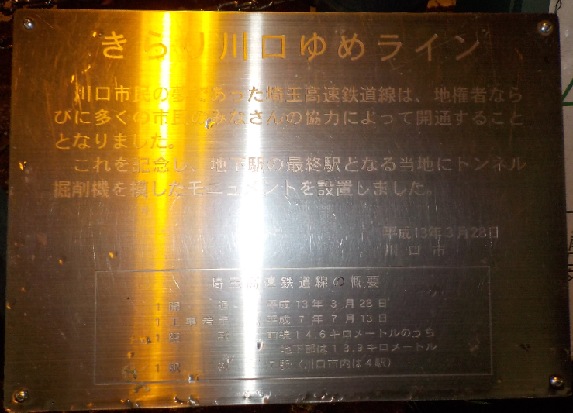 きらり川口ゆめライン
川口市民の夢であった埼玉高速鉄道線は、地権者なら
びに多くの市民のみなさんの協力によって開通すること
となりました。
これを記念し、地下駅の最終駅となる当地にトンネル
掘削機を模したモニュメントを設置しました。
平成13年3月28日
川口市
埼玉高速鉄道線の概要
平成13年3月28日
平成7年7月13日
14.6キロメートルのうち
地下部は13.9キロメートル
(川口市内は4駅)